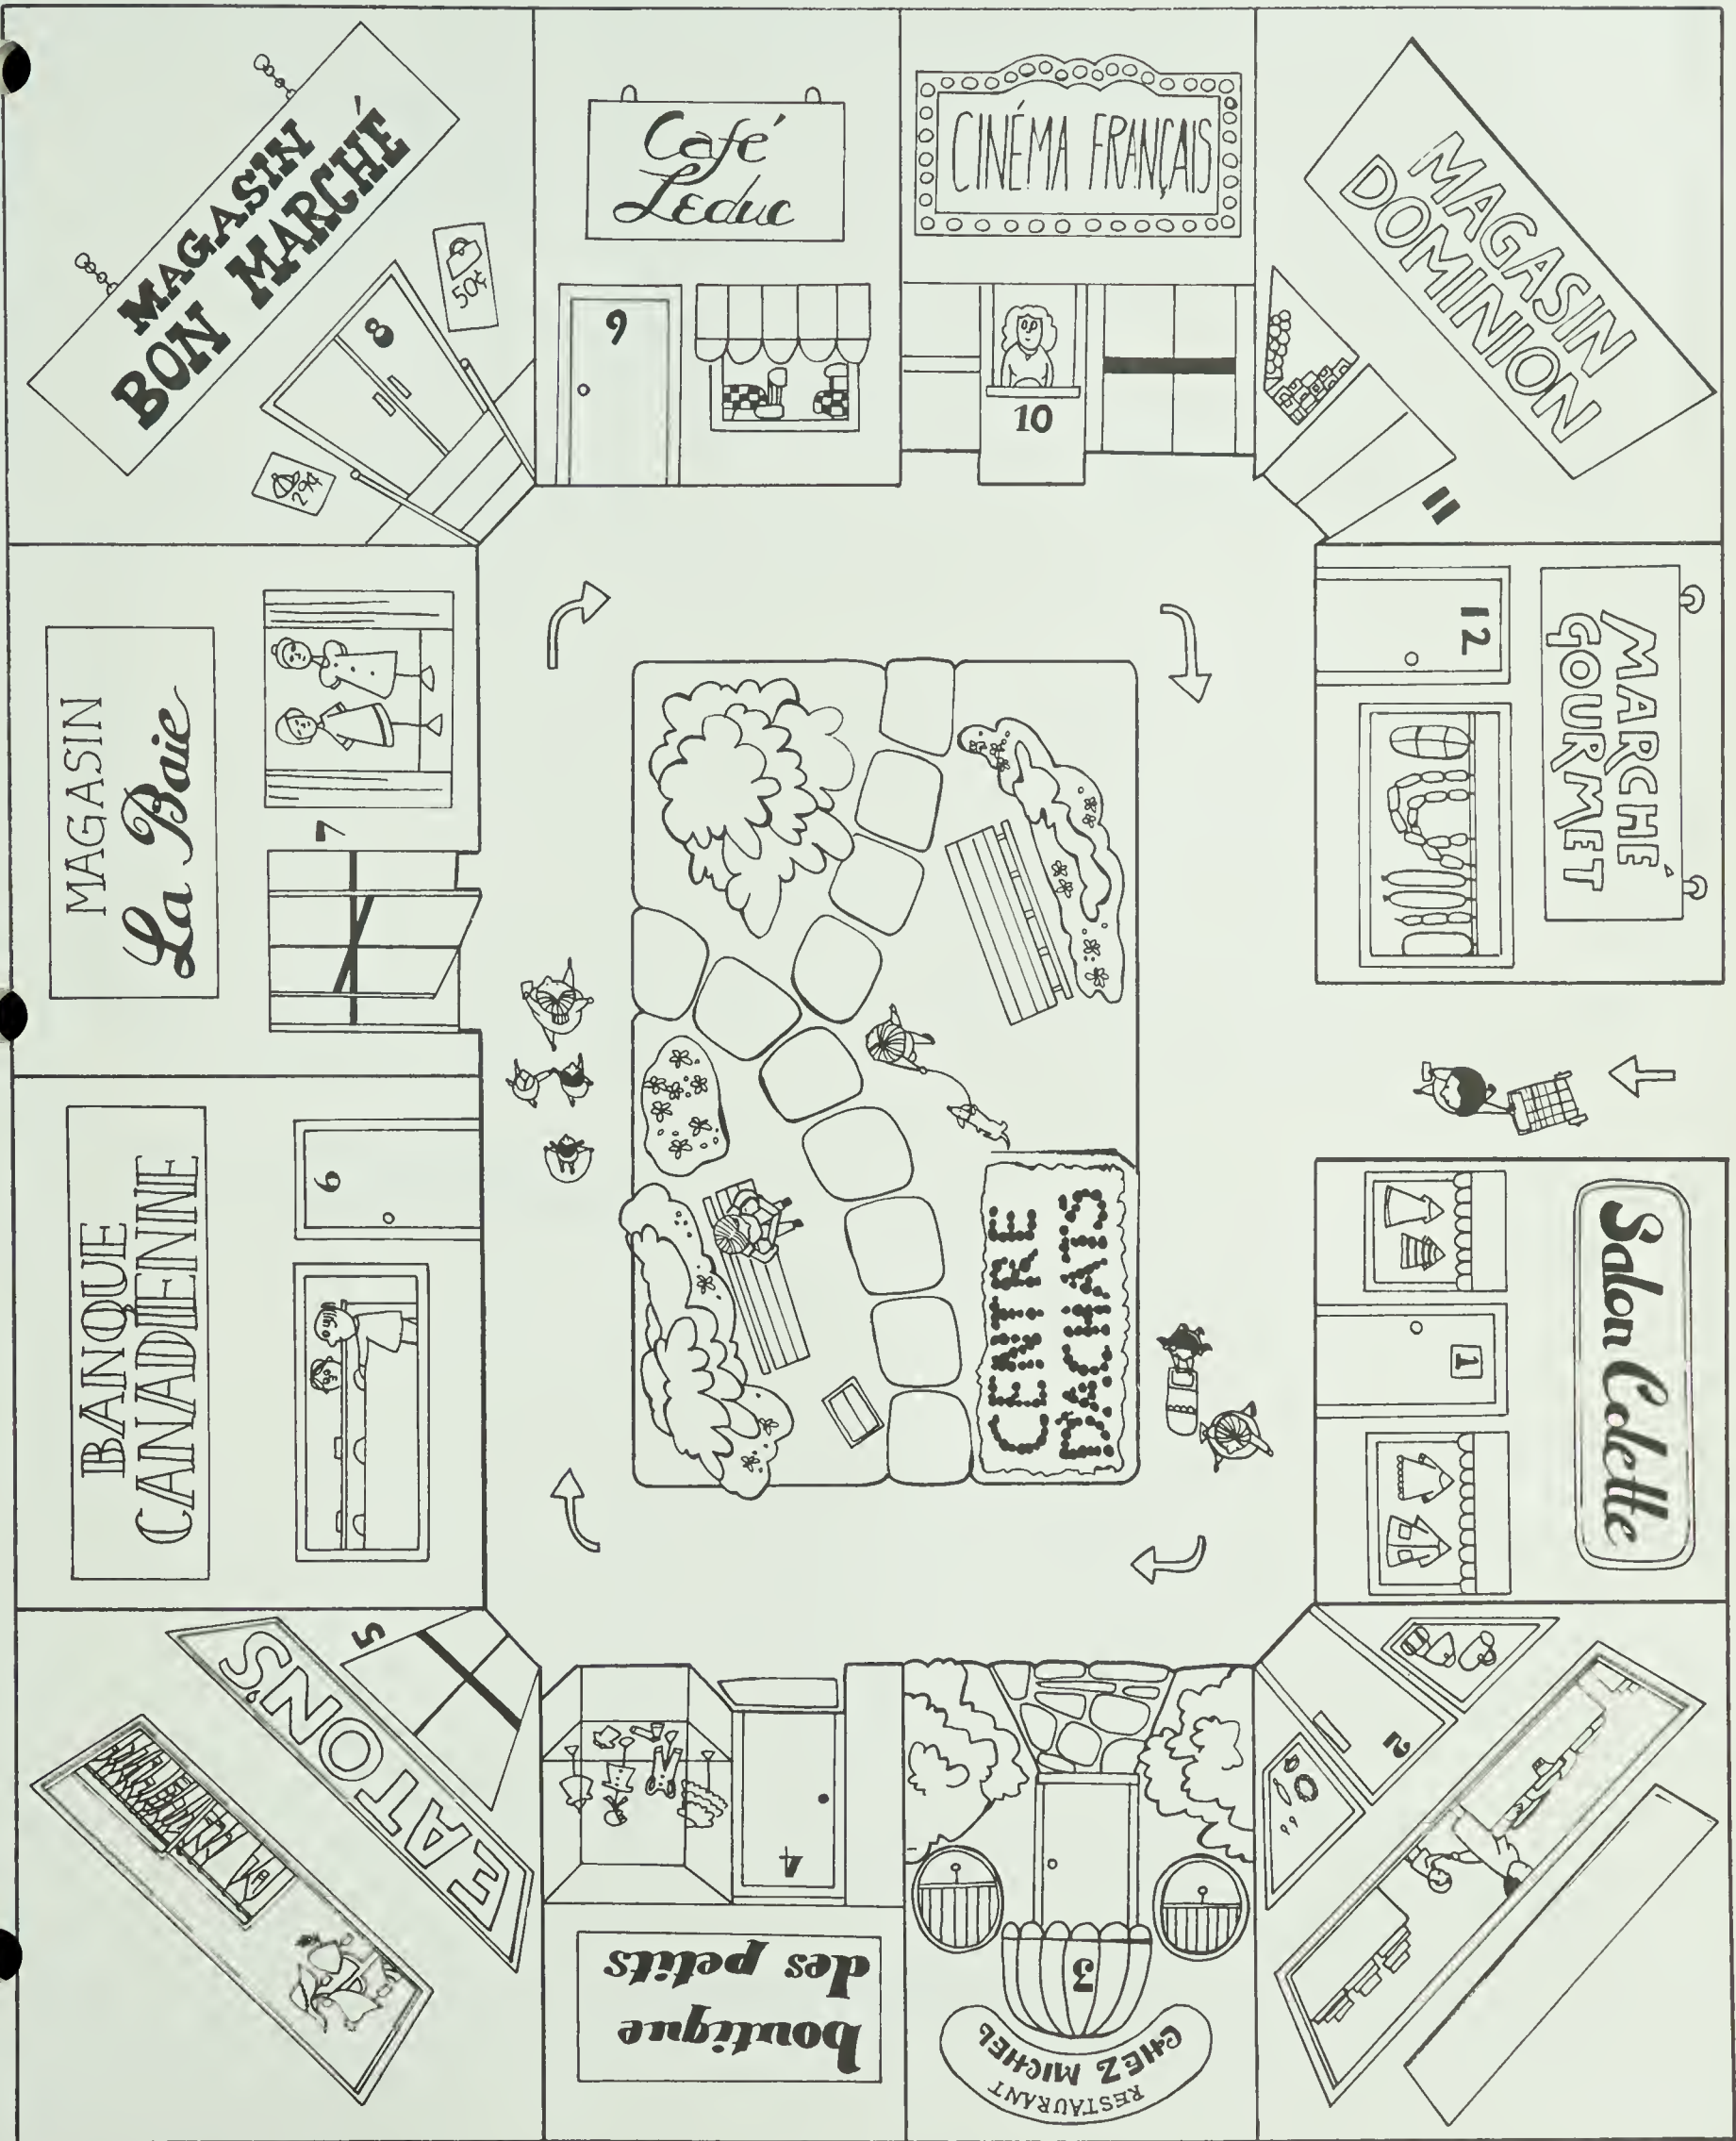 MAGASIN
BON MARCHÉ
8
50¢
29¢
Café
Leduc
9
CINÉMA FRANÇAIS
10
MAGASIN
DOMINION
11
MARCHÉ
GOURMET
12
Salon Colette
1
2
RESTAURANT
CHEZ MICHEL
3
boutique
des petits
4
EATON'S
5
BANQUE
CANADIENNE
6
MAGASIN
La Baie
7
CENTRE
D'ACHATS